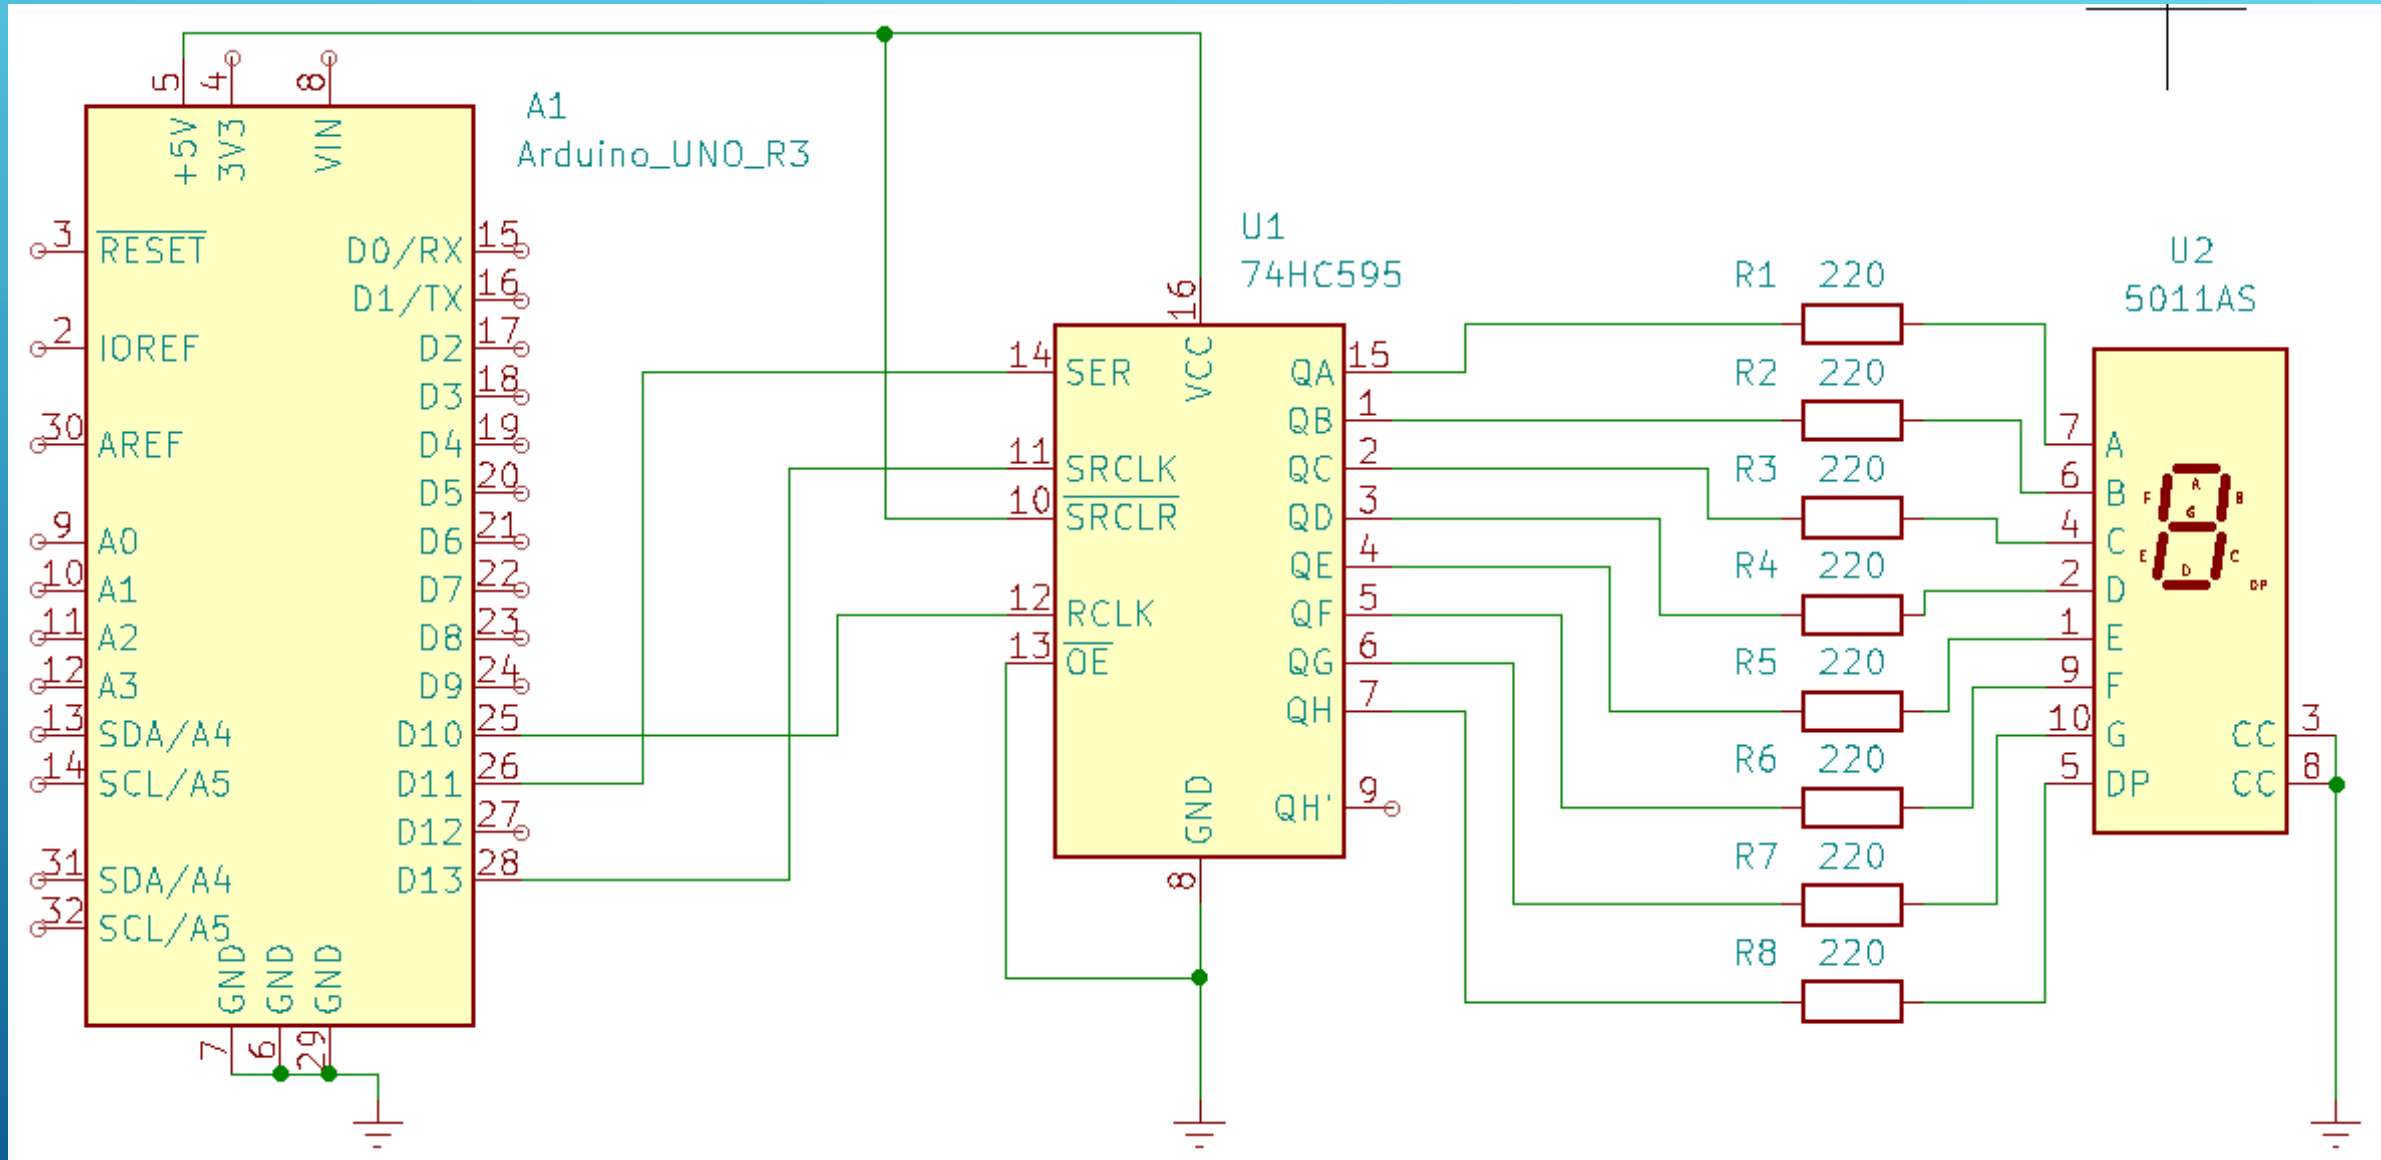 A1
Arduino_UNO_R3
5
4
8
+5V
3V3
VIN
3 RESET
2 IOREF
30 AREF
9 A0
10 A1
11 A2
12 A3
13 SDA/A4
14 SCL/A5
31 SDA/A4
32 SCL/A5
D0/RX 15
D1/TX 16
D2 17
D3 18
D4 19
D5 20
D6 21
D7 22
D8 23
D9 24
D10 25
D11 26
D12 27
D13 28
GND
GND
GND
7
6
29
U1
74HC595
16
VCC
14 SER
11 SRCLK
10 SRCLR
12 RCLK
13 OE
QA 15
QB 1
QC 2
QD 3
QE 4
QF 5
QG 6
QH 7
QH' 9
GND
8
R1 220
R2 220
R3 220
R4 220
R5 220
R6 220
R7 220
R8 220
U2
5011AS
7 A
6 B
4 C
2 D
1 E
9 F
10 G
5 DP
A
F
B
G
E
C
D
DP
CC 3
CC 8